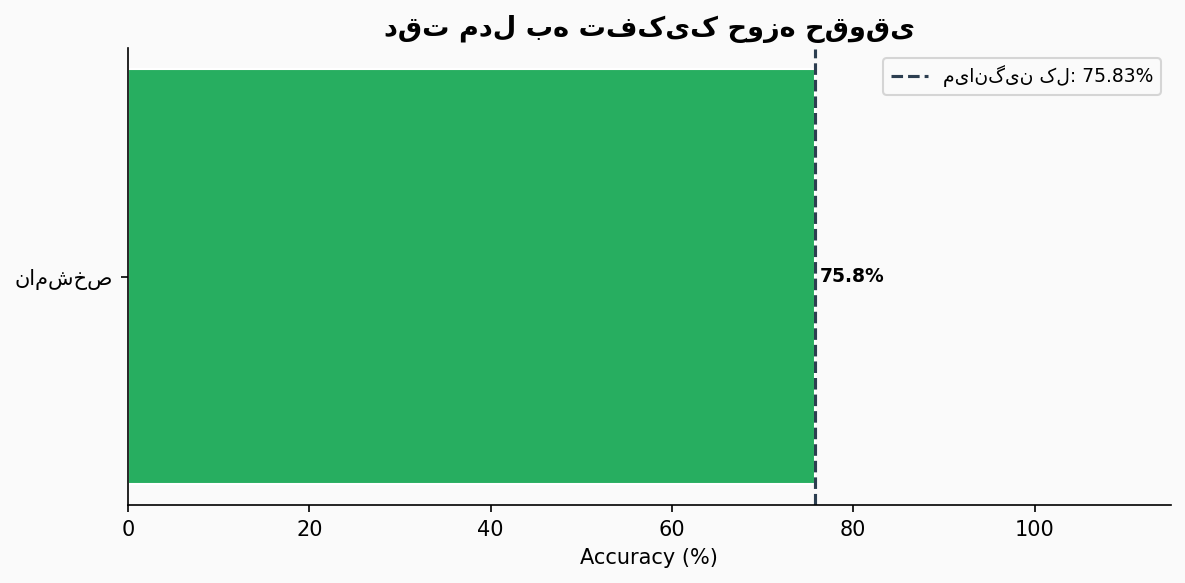 دقت مدل به تفکیک حوزه حقوقی
میانگین کل: 75.83%
نامشخص
75.8%
0 20 40 60 80 100
Accuracy (%)